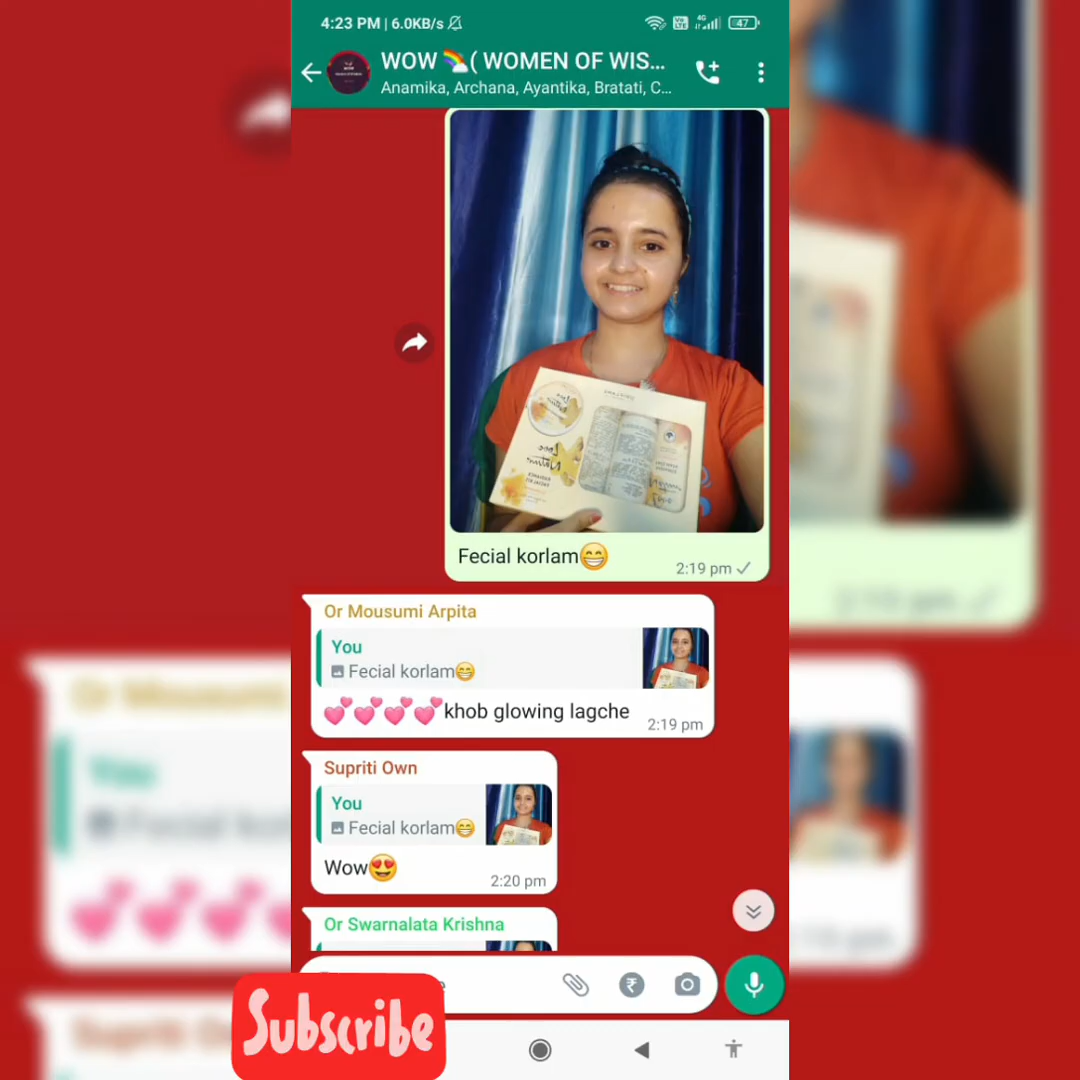 4:23 PM | 6.0KB/s
47
WOW 🌈( WOMEN OF WIS...
Anamika, Archana, Ayantika, Bratati, C...
Fecial korlam😁
2:19 pm
Or Mousumi Arpita
You
Fecial korlam😁
💕💕💕💕khob glowing lagche
2:19 pm
Supriti Own
You
Fecial korlam😁
Wow😍
2:20 pm
Or Swarnalata Krishna
Subscribe